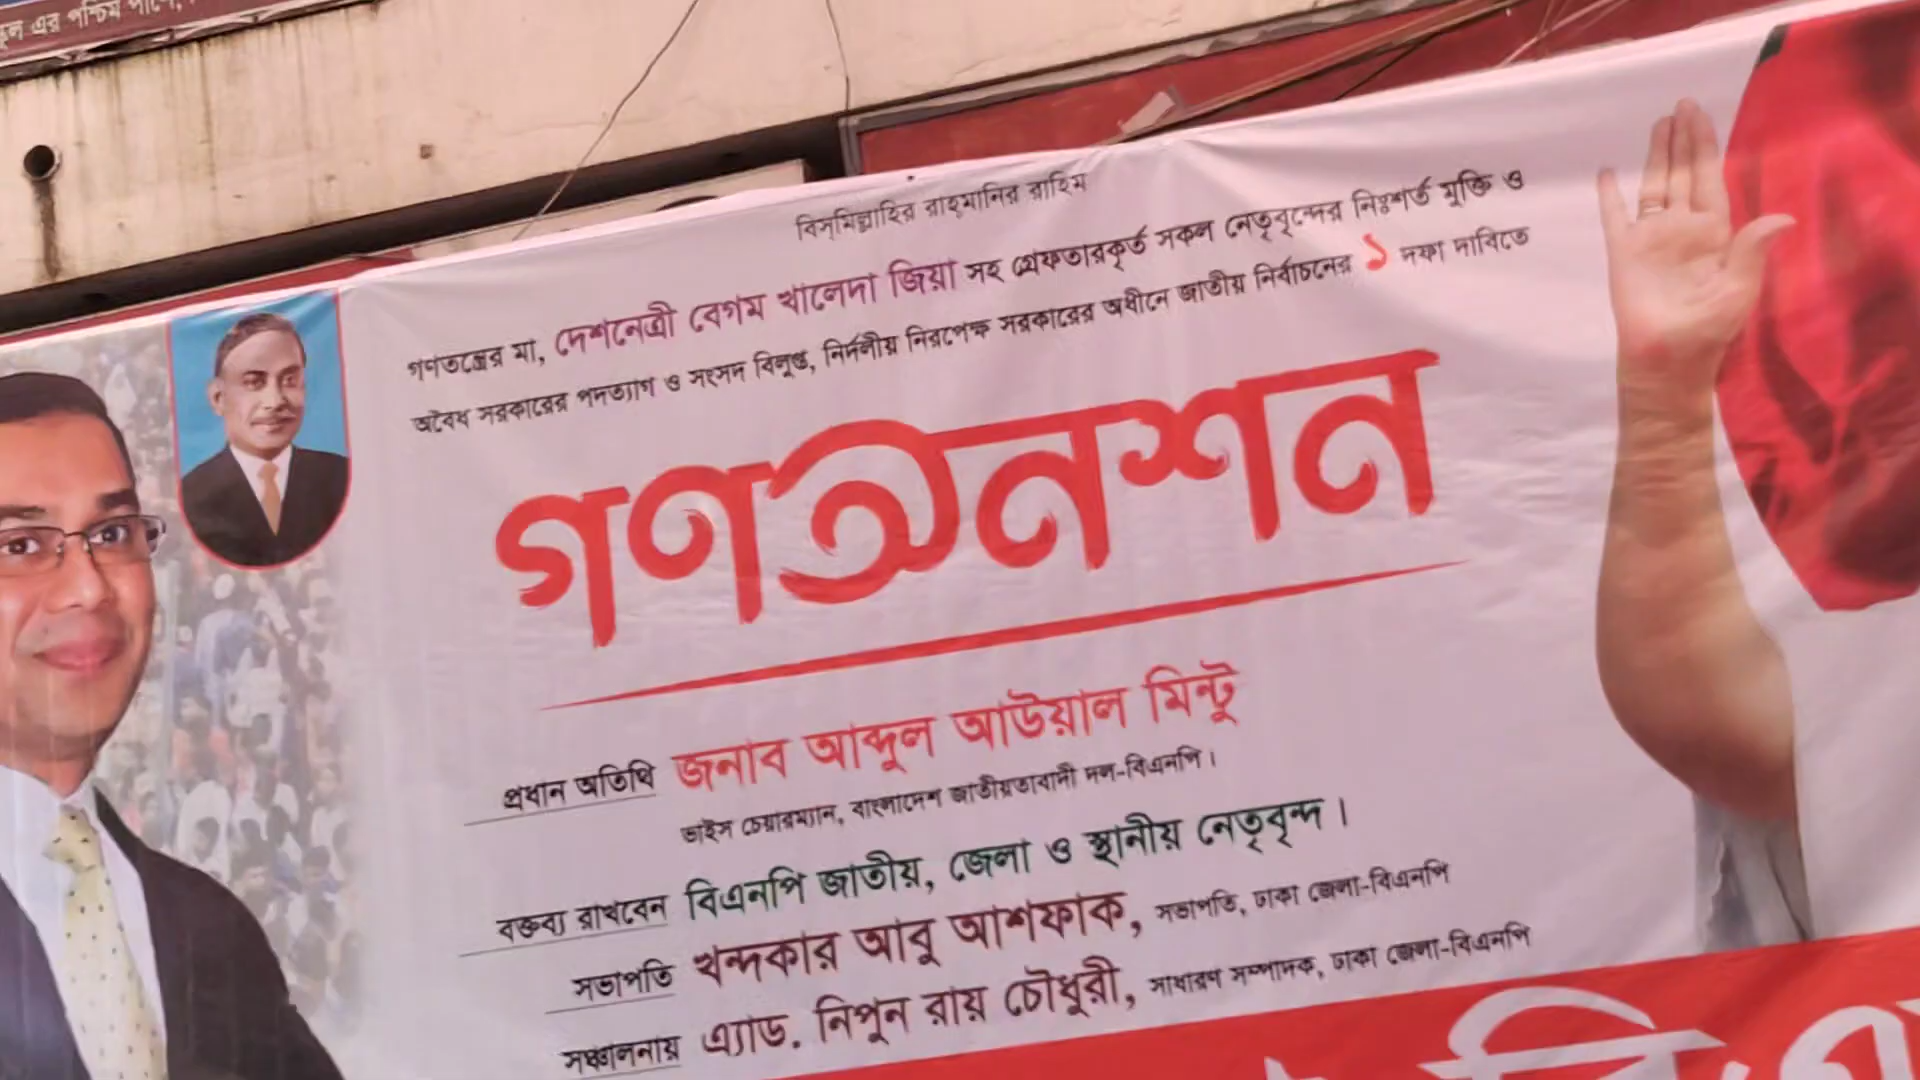 এর পশ্চিম পাশে,
বিস্‌মিল্লাহির রাহ্‌মানির রাহিম
গণতন্ত্রের মা, দেশনেত্রী বেগম খালেদা জিয়া সহ গ্রেফতারকৃর্ত সকল নেতৃবৃন্দের নিঃশর্ত মুক্তি ও
অবৈধ সরকারের পদত্যাগ ও সংসদ বিলুপ্ত, নির্দলীয় নিরপেক্ষ সরকারের অধীনে জাতীয় নির্বাচনের ১ দফা দাবিতে
গণঅনশন
প্রধান অতিথি জনাব আব্দুল আউয়াল মিন্টু
ভাইস চেয়ারম্যান, বাংলাদেশ জাতীয়তাবাদী দল-বিএনপি।
বক্তব্য রাখবেন বিএনপি জাতীয়, জেলা ও স্থানীয় নেতৃবৃন্দ।
সভাপতি খন্দকার আবু আশফাক, সভাপতি, ঢাকা জেলা-বিএনপি
সঞ্চালনায় এ্যাড. নিপুন রায় চৌধুরী, সাধারণ সম্পাদক, ঢাকা জেলা-বিএনপি